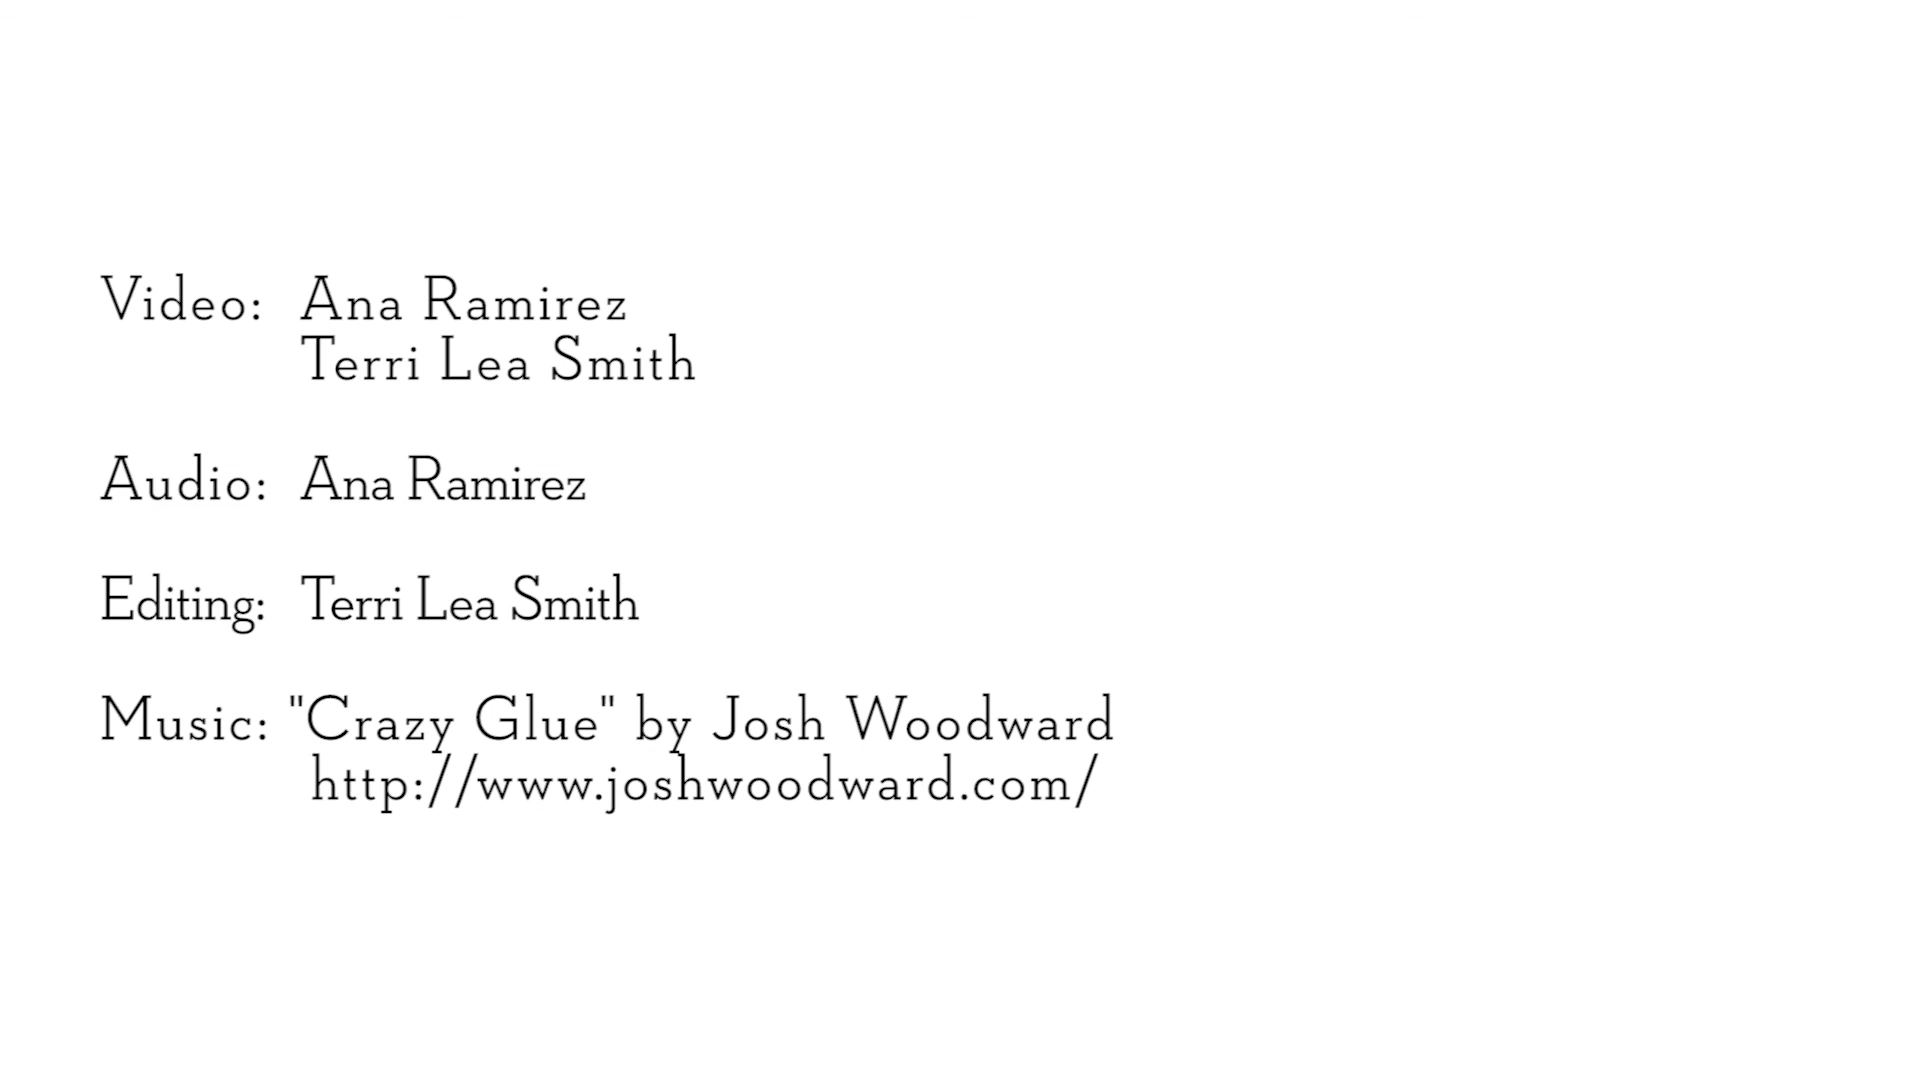 Video: Ana Ramirez
Terri Lea Smith
Audio: Ana Ramirez
Editing: Terri Lea Smith
Music: "Crazy Glue" by Josh Woodward
http://www.joshwoodward.com/